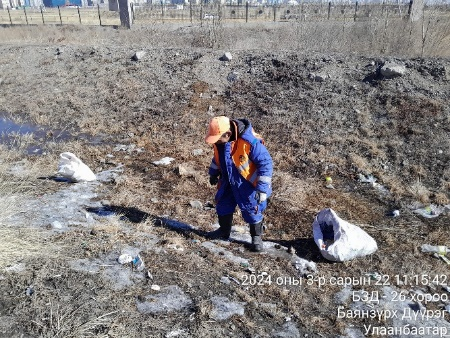 2024 оны 3-р сарын 22 11:15:42
БЗД - 26 хороо
Баянзүрх Дүүрэг
Улаанбаатар